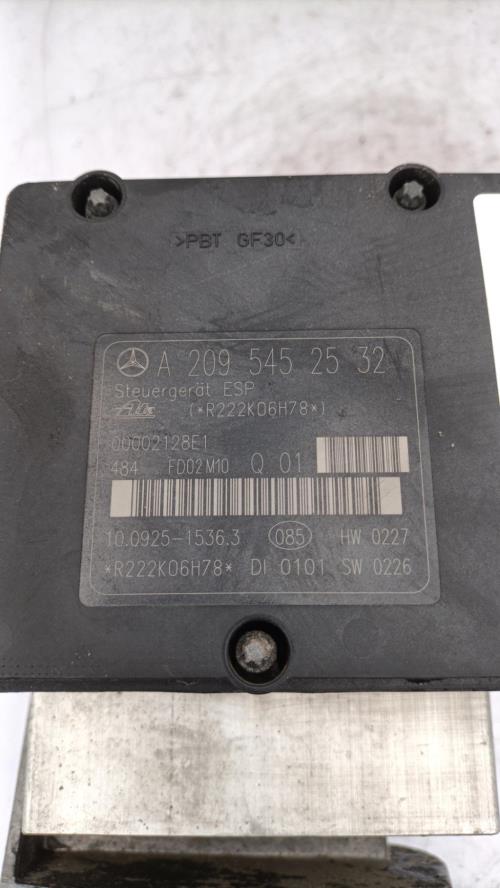 >PBT GF30<
A 209 545 25 32
Steuergerät ESP
Ate (*R222K06H78*)
00002128E1
484 FD02M10 Q 01
10.0925-1536.3 085 HW 0227
*R222K06H78* DI 0101 SW 0226